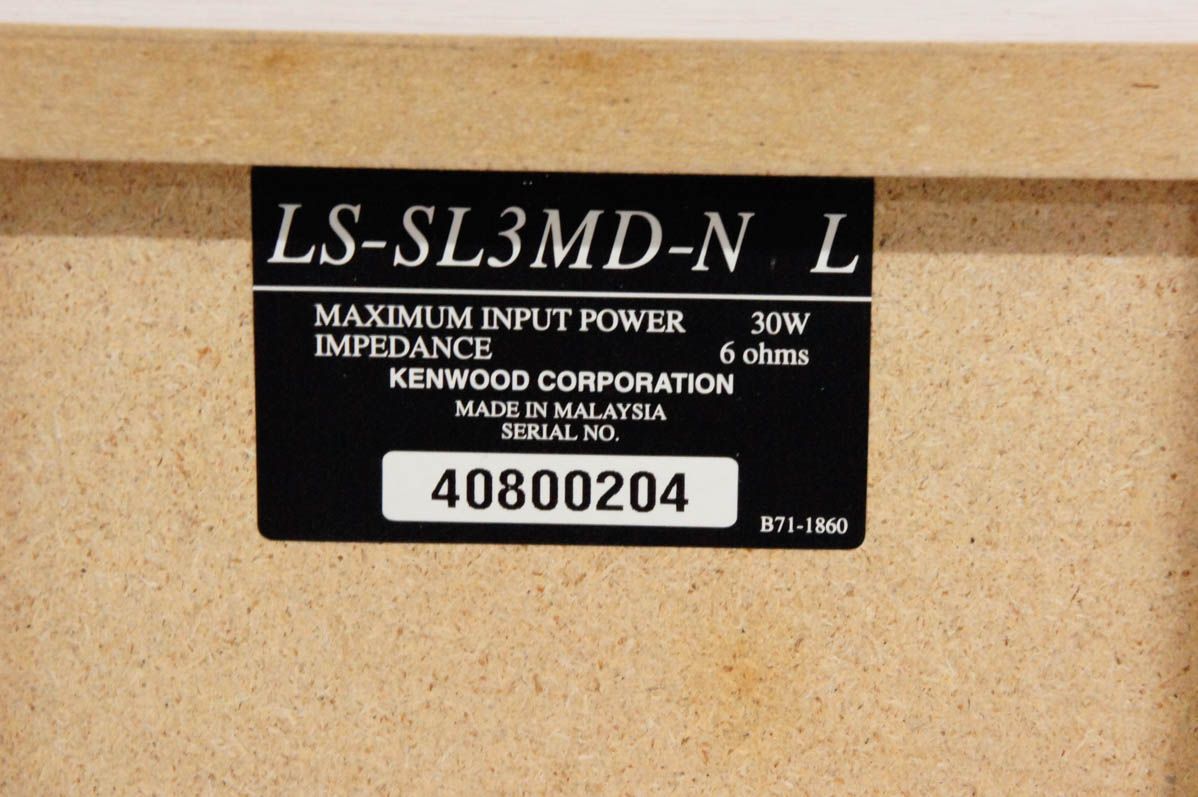 LS-SL3MD-N L
MAXIMUM INPUT POWER 30W
IMPEDANCE 6 ohms
KENWOOD CORPORATION
MADE IN MALAYSIA
SERIAL NO.
40800204
B71-1860